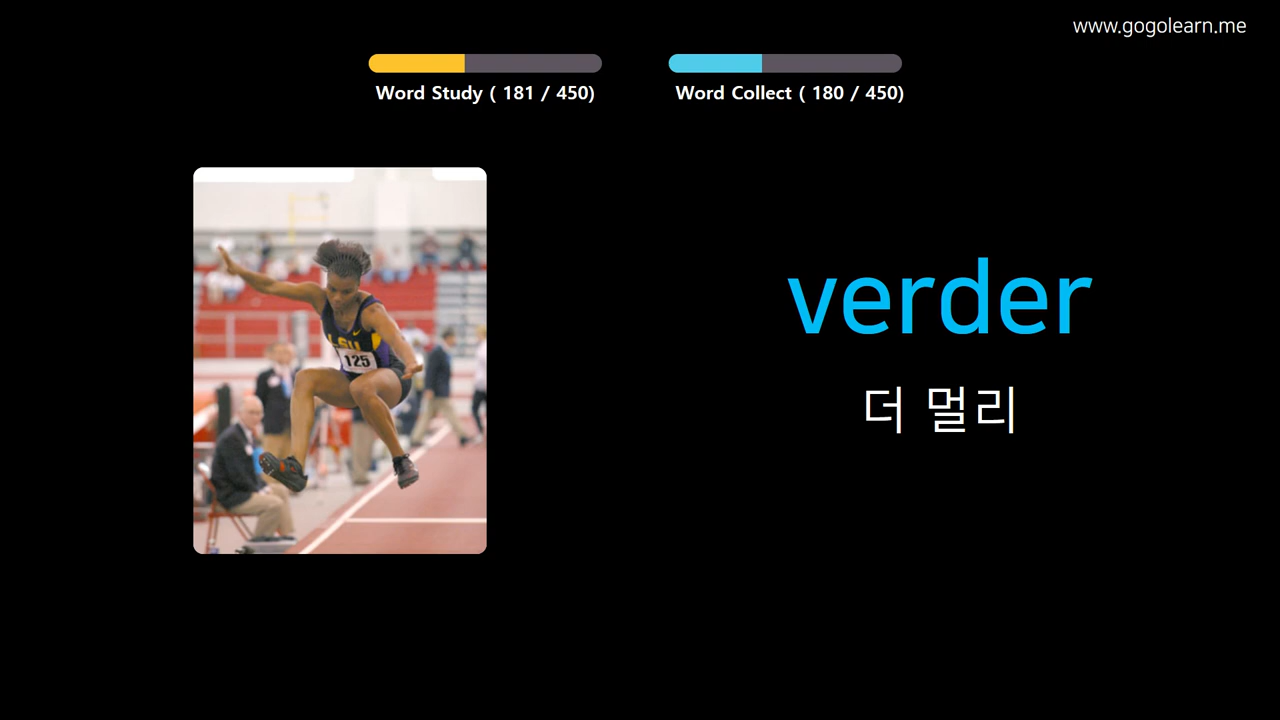 www.gogolearn.me
Word Study ( 181 / 450)
Word Collect ( 180 / 450)
verder
더 멀리
LSU
125